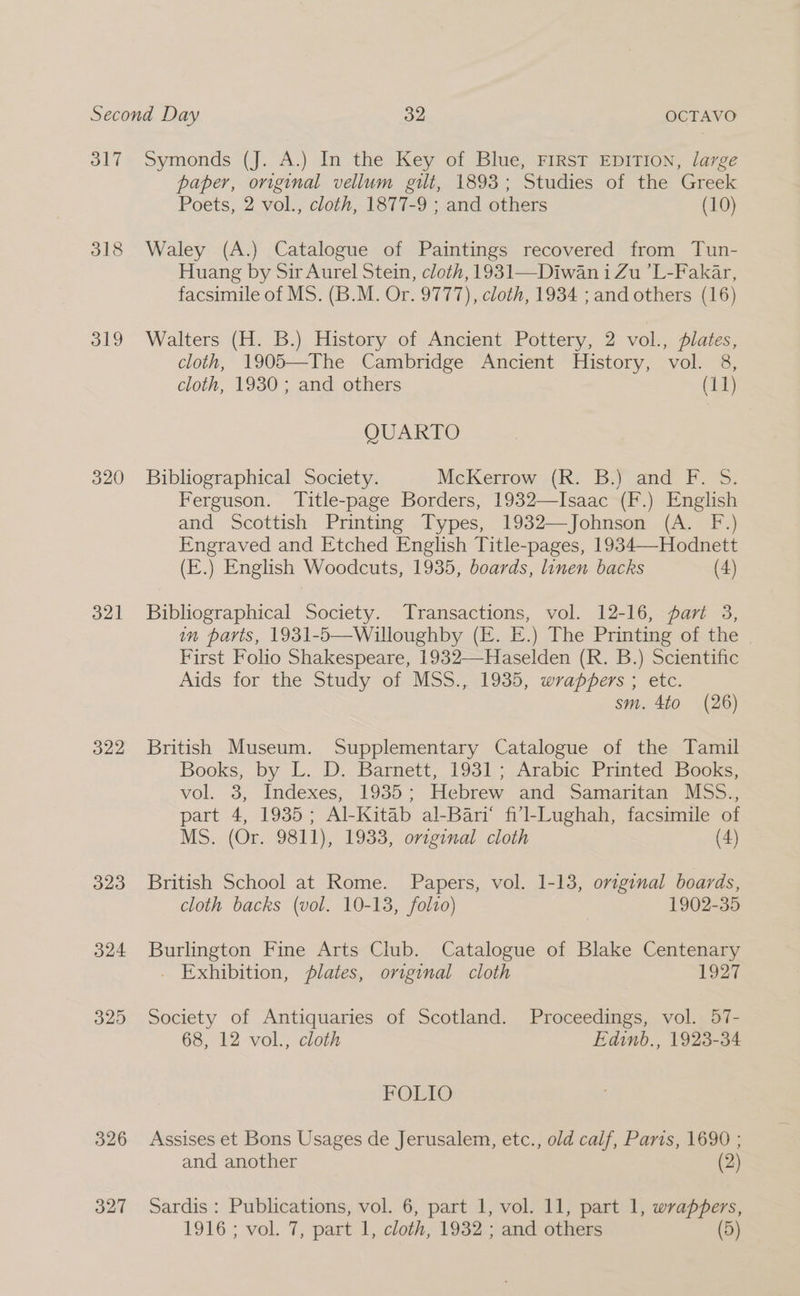 Second Day 32 OCTAVO
317 Symonds (J. A.) In the Key of Blue, FIRST EDITION, large
paper, original vellum gilt, 1893; Studies of the Greek
Poets, 2 vol., cloth, 1877-9 ; and others (10)
318 Waley (A.) Catalogue of Paintings recovered from Tun-
Huang by Sir Aurel Stein, cloth, 1931—Dīwān i Zu ’L-Faḳār,
facsimile of MS. (B.M. Or. 9777), cloth, 1934 ; and others (16)
319 Walters (H. B.) History of Ancient Pottery, 2 vol., plates,
cloth, 1905—The Cambridge Ancient History, vol. 8,
cloth, 1930 ; and others (11)
QUARTO
320 Bibliographical Society. McKerrow (R. B.) and F. S.
Ferguson. Title-page Borders, 1932—Isaac (F.) English
and Scottish Printing Types, 1932—Johnson (A. F.)
Engraved and Etched English Title-pages, 1934—Hodnett
(E.) English Woodcuts, 1935, boards, linen backs (4)
321 Bibliographical Society. Transactions, vol. 12-16, part 3,
in parts, 1931-5—Willoughby (E. E.) The Printing of the
First Folio Shakespeare, 1932—Haselden (R. B.) Scientific
Aids for the Study of MSS., 1935, wrappers ; etc.
sm. 4to (26)
322 British Museum. Supplementary Catalogue of the Tamil
Books, by L. D. Barnett, 1931 ; Arabic Printed Books,
vol. 3, Indexes, 1935 ; Hebrew and Samaritan MSS.,
part 4, 1935 ; Al-Kitāb al-Bāri‘ fi’l-Lughah, facsimile of
MS. (Or. 9811), 1933, original cloth (4)
323 British School at Rome. Papers, vol. 1-13, original boards,
cloth backs (vol. 10-13, folio) 1902-35
324 Burlington Fine Arts Club. Catalogue of Blake Centenary
Exhibition, plates, original cloth 1927
325 Society of Antiquaries of Scotland. Proceedings, vol. 57-
68, 12 vol., cloth Edinb., 1923-34
FOLIO
326 Assises et Bons Usages de Jerusalem, etc., old calf, Paris, 1690 ;
and another (2)
327 Sardis : Publications, vol. 6, part 1, vol. 11, part 1, wrappers,
1916 ; vol. 7, part 1, cloth, 1932 ; and others (5)